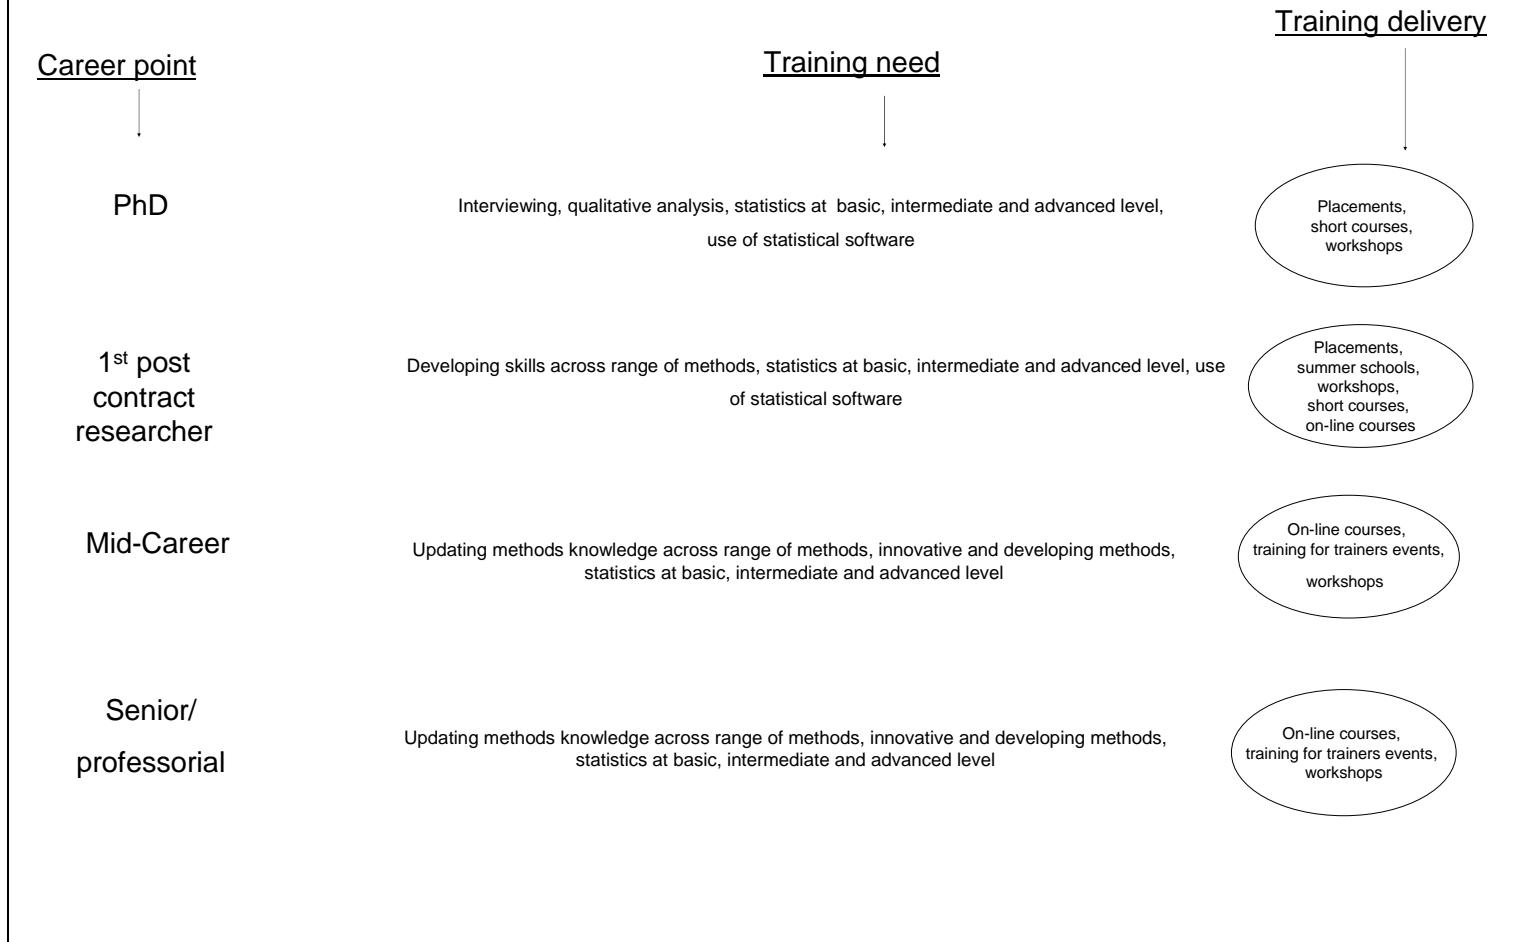 Training delivery
Career point
Training need
PhD
Interviewing, qualitative analysis, statistics at basic, intermediate and advanced level,
use of statistical software
Placements,
short courses,
workshops
1st post
contract
researcher
Developing skills across range of methods, statistics at basic, intermediate and advanced level, use
of statistical software
Placements,
summer schools,
workshops,
short courses,
on-line courses
Mid-Career
Updating methods knowledge across range of methods, innovative and developing methods,
statistics at basic, intermediate and advanced level
On-line courses,
training for trainers events,
workshops
Senior/
professorial
Updating methods knowledge across range of methods, innovative and developing methods,
statistics at basic, intermediate and advanced level
On-line courses,
training for trainers events,
workshops